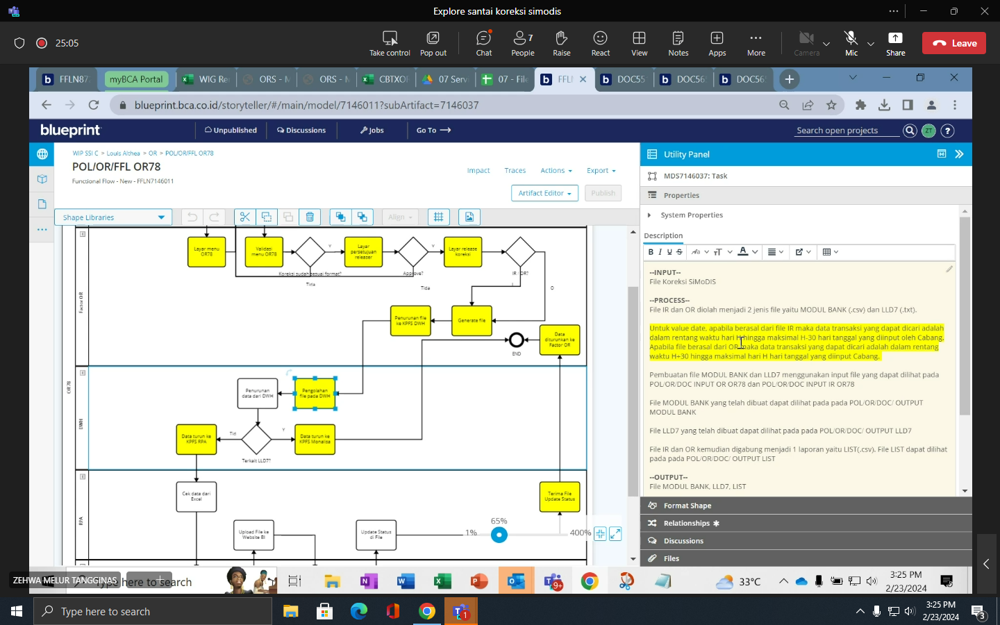 Explore santai koreksi simodis
25:05
Take control
Pop out
Chat
7
People
Raise
React
View
Notes
Apps
More
Camera
Mic
Share
Leave
FFLN87
myBCA Portal
WIG Re
ORS - M
ORS - M
CBTXOF
07 Serv
07 - File
FFLN
DOC55
DOC56
DOC56
blueprint.bca.co.id/storyteller/#/main/model/7146011?subArtifact=7146037
blueprint
Unpublished
Discussions
Jobs
Go To
Search open projects
ZT
WIP SSI C > Louis Althea > OR > POL/OR/FFL OR78
POL/OR/FFL OR78
Functional Flow - New - FFLN7146011
Impact
Traces
Actions
Export
Artifact Editor
Publish
Shape Libraries
Align
Utility Panel
MDS7146037: Task
Properties
System Properties
Description
--INPUT--
File Koreksi SiMoDIS
--PROCESS--
File IR dan OR diolah menjadi 2 jenis file yaitu MODUL BANK (.csv) dan LLD7 (.txt).
Untuk value date, apabila berasal dari file IR maka data transaksi yang dapat dicari adalah
dalam rentang waktu hari H hingga maksimal H-30 hari tanggal yang diinput oleh Cabang.
Apabila file berasal dari OR maka data transaksi yang dapat dicari adalah dalam rentang
waktu H+30 hingga maksimal hari H hari tanggal yang diinput Cabang.
Pembuatan file MODUL BANK dan LLD7 menggunakan input file yang dapat dilihat pada
POL/OR/DOC INPUT OR OR78 dan POL/OR/DOC INPUT IR OR78
File MODUL BANK yang telah dibuat dapat dilihat pada pada POL/OR/DOC/ OUTPUT
MODUL BANK
File LLD7 yang telah dibuat dapat dilihat pada pada POL/OR/DOC/ OUTPUT LLD7
File IR dan OR kemudian digabung menjadi 1 laporan yaitu LIST(.csv). File LIST dapat dilihat
pada pada POL/OR/DOC/ OUTPUT LIST
--OUTPUT--
File MODUL BANK, LLD7, LIST
Format Shape
Relationships
Discussions
Files
OR78
Factor OR
Layar menu
OR78
Validasi
menu OR78
Koreksi sudah sesuai format?
Y
Tida
Layar
persetujuan
releaser
Approve?
Y
Tida
Layar release
koreksi
IR / OR?
I
O
Penurunan file
ke KPFS DWH
Generate file
Data
diturunkan ke
Factor OR
END
DWH
Penurunan
data dari DWH
Pengolahan
file pada DWH
Data turun ke
KPFS RPA
Tid
Y
Data turun ke
KPFS Monalisa
Terkait LLD7?
RPA
Cek data dari
Excel
Upload File ke
Website BI
Update Status
di File
Terima File
Update Status
65%
1%
400%
ZEHWA MELUR TANGGINAS
Type here to search
9+
33°C
3:25 PM
2/23/2024
Type here to search
1
3:25 PM
2/23/2024
3